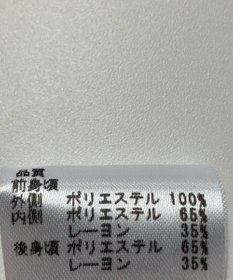 品質
前身頃
外側 ポリエステル 100%
内側 ポリエステル 65%
レーヨン 35%
後身頃 ポリエステル 65%
レーヨン 35%